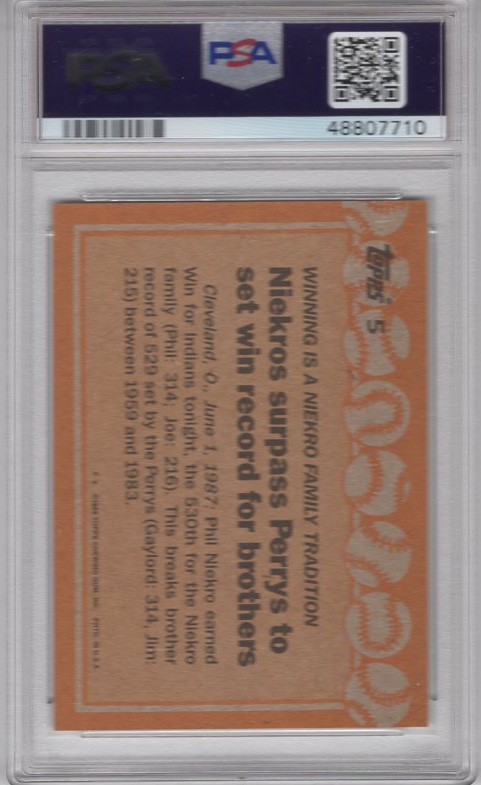 PSA
PSA
48807710
TOPPS 5
WINNING IS A NIEKRO FAMILY TRADITION
Niekros surpass Perrys to
set win record for brothers
Cleveland, O., June 1, 1987: Phil Niekro earned
Win for Indians tonight, the 530th for the Niekro
family (Phil: 314; Joe: 216). This breaks brother
record of 529 set by the Perrys (Gaylord: 314, Jim:
215) between 1959 and 1983.